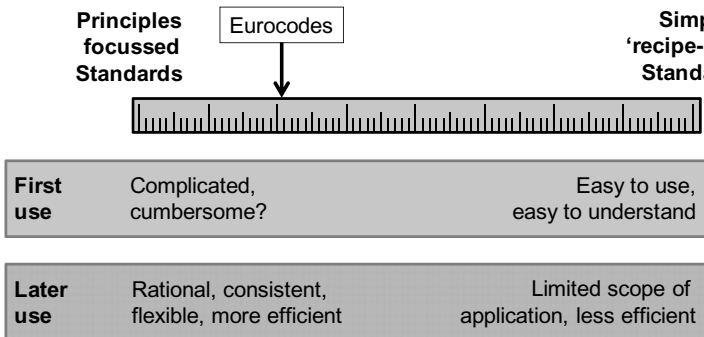 Principles
focussed
Standards
Eurocodes
First
use
Complicated,
cumbersome?
Easy to use,
easy to understand
Later
use
Rational, consistent,
flexible, more efficient
Limited scope of
application, less efficient